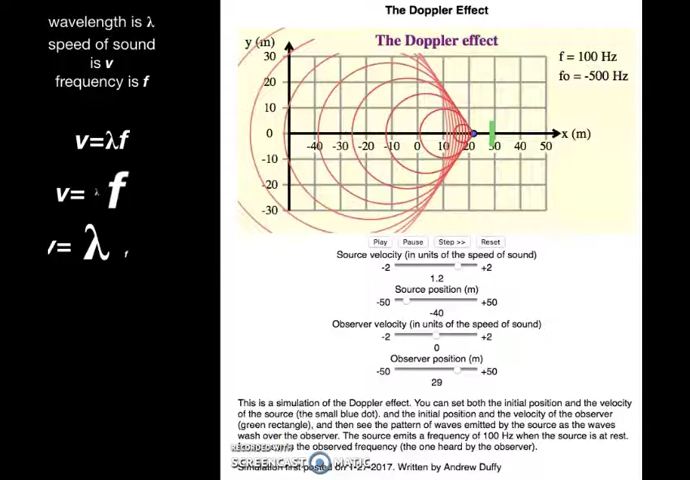 The Doppler Effect
wavelength is λ
speed of sound
is v
frequency is f
v=λf
v= λ f
/= λ f
y (m)
The Doppler effect
f = 100 Hz
fo = -500 Hz
30
20
10
0
-10
-20
-30
x (m)
-40 -30 -20 -10 0 10 20 30 40 50
Play Pause Step >> Reset
Source velocity (in units of the speed of sound)
-2 +2
1.2
Source position (m)
-50 +50
-40
Observer velocity (in units of the speed of sound)
-2 +2
0
Observer position (m)
-50 +50
29
This is a simulation of the Doppler effect. You can set both the initial position and the velocity
of the source (the small blue dot), and the initial position and the velocity of the observer
(green rectangle), and then see the pattern of waves emitted by the source as the waves
wash over the observer. The source emits a frequency of 100 Hz when the source is at rest.
the observed frequency (the one heard by the observer).
RECORDED WITH
SCREENCAST MATIC
Simulation first posted on 1-27-2017. Written by Andrew Duffy